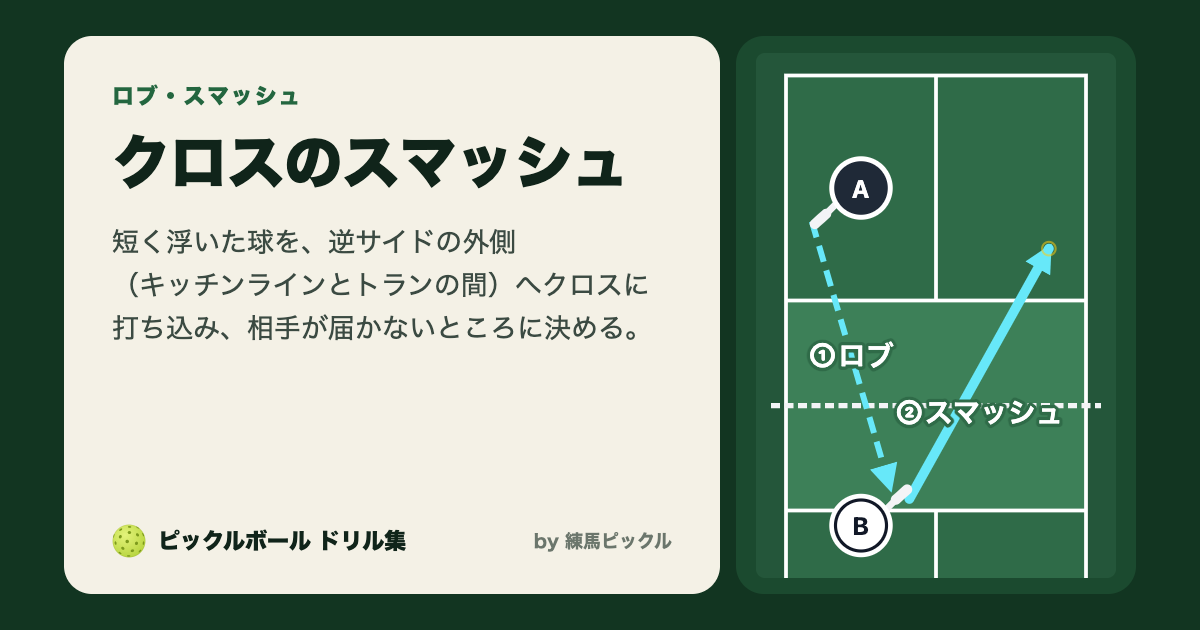 ロブ・スマッシュ
クロスのスマッシュ
短く浮いた球を、逆サイドの外側
（キッチンラインとトランの間）へクロスに
打ち込み、相手が届かないところに決める。
ピックルボール ドリル集
by 練馬ピックル
A
①ロブ
②スマッシュ
B